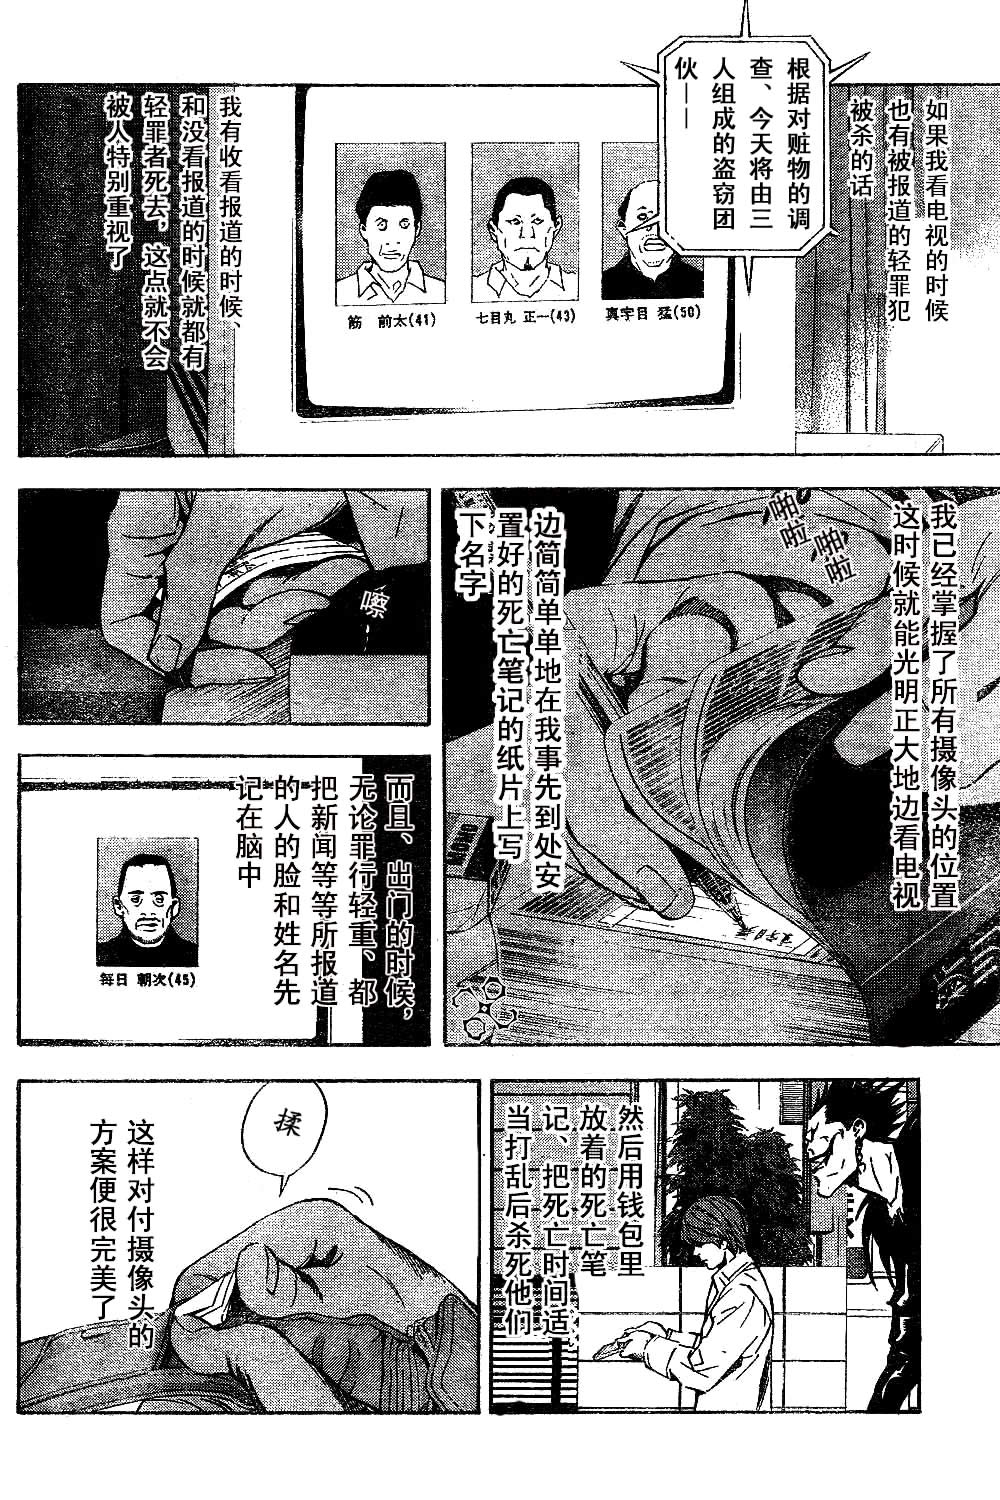 如果我看电视的时候
也有被报道的轻罪犯
被杀的话
根据对赃物的调
查、今天将由三
人组成的盗窃团
伙——
我有收看报道的时候、
和没看报道的时候就都有
轻罪者死去，这点就不会
被人特别重视了
筋 前太(41)
七目丸 正一(43)
真宇目 猛(50)
我已经掌握了所有摄像头的位置
这时候就能光明正大地边看电视
啪啦
啪啦
边简简单单地在我事先到处安
置好的死亡笔记的纸片上写
下名字
嚓
而且、出门的时候，
无论罪行轻重、都
把新闻等等所报道
的人的脸和姓名先
记在脑中
每日 朝次(45)
然后用钱包里
放着的死亡笔
记、把死亡时间适
当打乱后杀死他们
揉
这样对付摄像头的
方案便很完美了